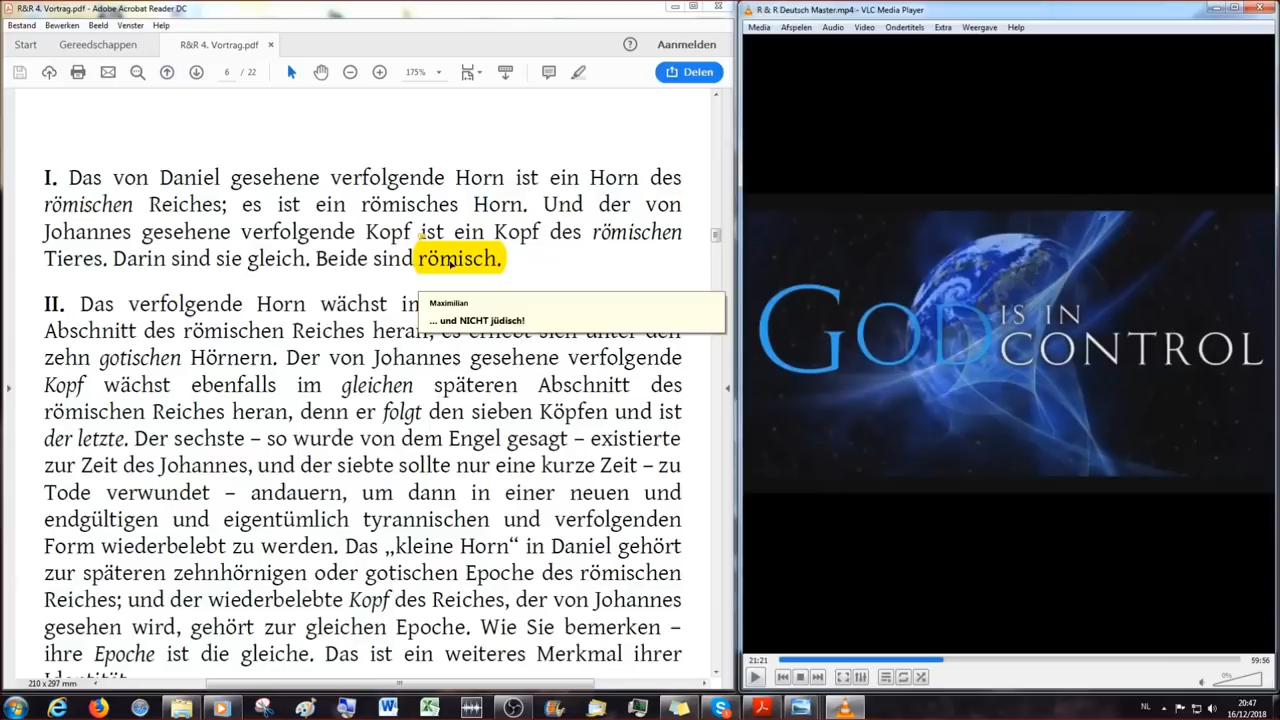 R&R 4. Vortrag.pdf - Adobe Acrobat Reader DC
Bestand Bewerken Beeld Venster Help
Start Gereedschappen R&R 4. Vortrag.pdf × ? Aanmelden
6 / 22 175% Delen
I. Das von Daniel gesehene verfolgende Horn ist ein Horn des
römischen Reiches; es ist ein römisches Horn. Und der von
Johannes gesehene verfolgende Kopf ist ein Kopf des römischen
Tieres. Darin sind sie gleich. Beide sind römisch.
Maximilian
... und NICHT jüdisch!
II. Das verfolgende Horn wächst in
Abschnitt des römischen Reiches heran, es erhebt sich unter den
zehn gotischen Hörnern. Der von Johannes gesehene verfolgende
Kopf wächst ebenfalls im gleichen späteren Abschnitt des
römischen Reiches heran, denn er folgt den sieben Köpfen und ist
der letzte. Der sechste – so wurde von dem Engel gesagt – existierte
zur Zeit des Johannes, und der siebte sollte nur eine kurze Zeit – zu
Tode verwundet – andauern, um dann in einer neuen und
endgültigen und eigentümlich tyrannischen und verfolgenden
Form wiederbelebt zu werden. Das „kleine Horn“ in Daniel gehört
zur späteren zehnhörnigen oder gotischen Epoche des römischen
Reiches; und der wiederbelebte Kopf des Reiches, der von Johannes
gesehen wird, gehört zur gleichen Epoche. Wie Sie bemerken –
ihre Epoche ist die gleiche. Das ist ein weiteres Merkmal ihrer
Identität
210 x 297 mm
R & R Deutsch Master.mp4 - VLC Media Player
Media Afspelen Audio Video Ondertitels Extra Weergave Help
GOD IS IN
CONTROL
21:21 59:56
0%
NL 20:47
16/12/2018